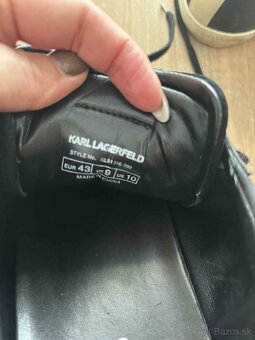 KARL LAGERFELD
STYLE No.
EUR 43 UK 9 US 10
MADE IN CHINA
Bazos.sk